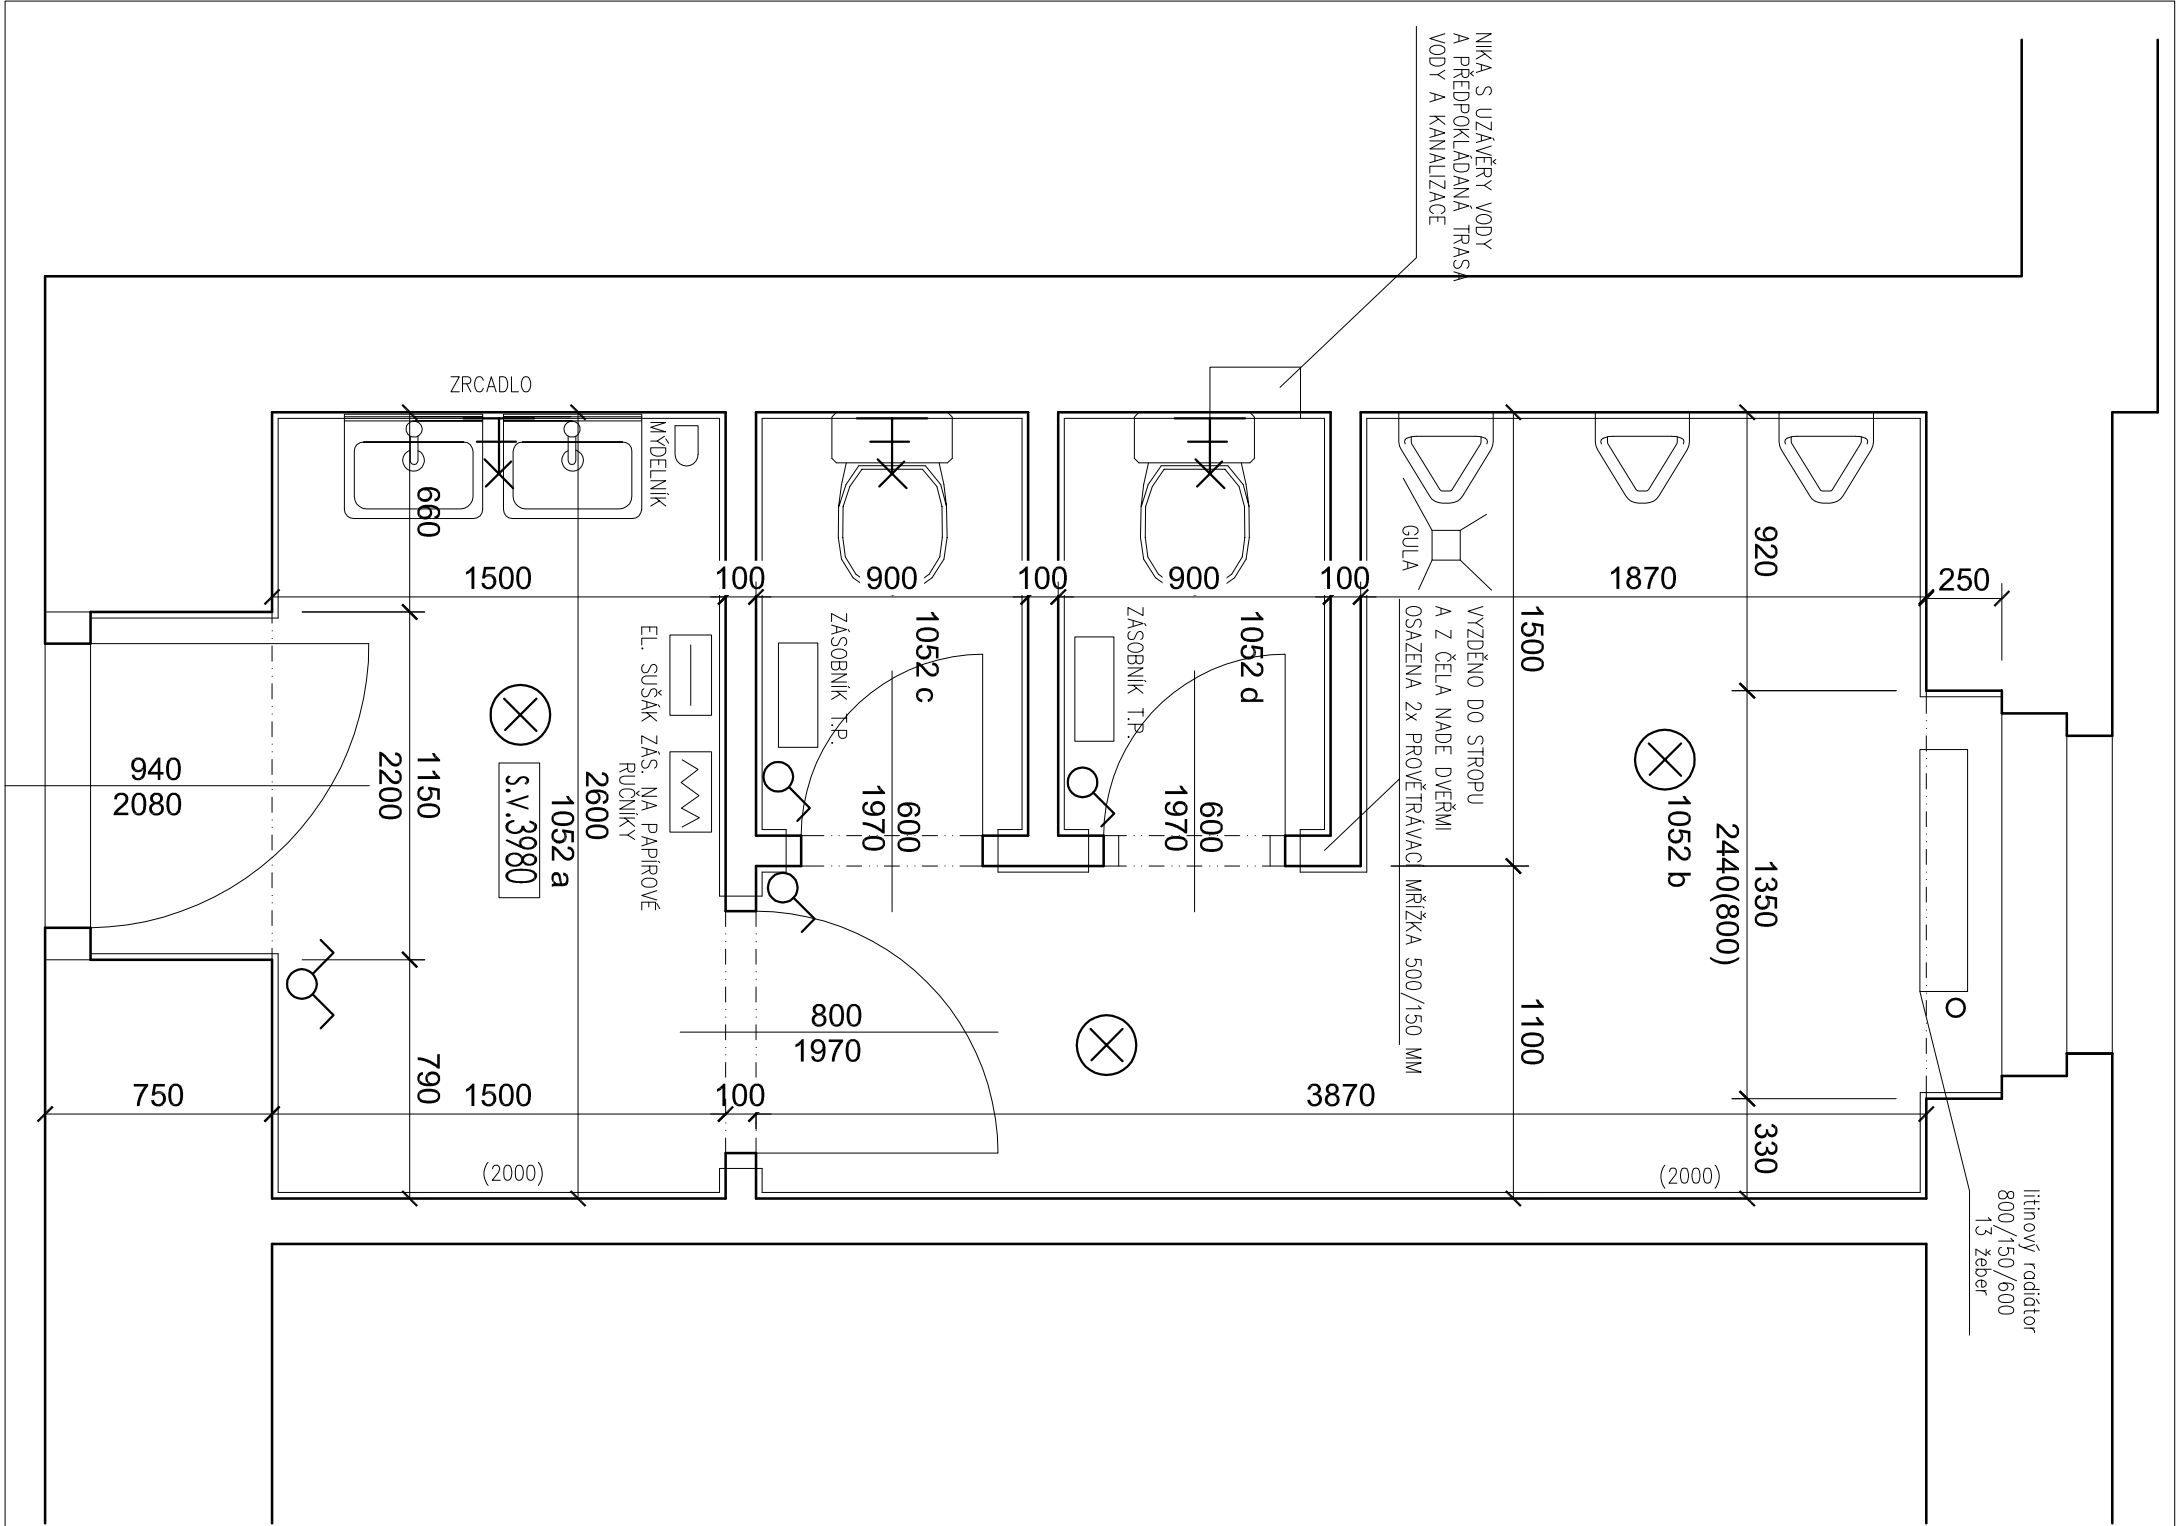 NIKA S UZÁVĚRY VODY
A PŘEDPOKLÁDANÁ TRASA
VODY A KANALIZACE
ZRCADLO
MÝDELNÍK
660
1500
100
900
100
900
100
1870
250
920
GULA
1500
1052 c
1052 d
ZÁSOBNÍK T.P.
ZÁSOBNÍK T.P.
VYZDĚNO DO STROPU
A Z ČELA NADE DVEŘMI
OSAZENA 2x PROVĚTRÁVACÍ MŘÍŽKA 500/150 MM
EL. SUŠÁK
ZÁS. NA PAPÍROVÉ
RUČNÍKY
940
2080
1150
2200
S.V.3980
1052 a
2600
600
1970
600
1970
1052 b
1350
2440(800)
800
1970
1100
790
750
1500
100
3870
330
(2000)
(2000)
litinový radiátor
800/150/600
13 žeber